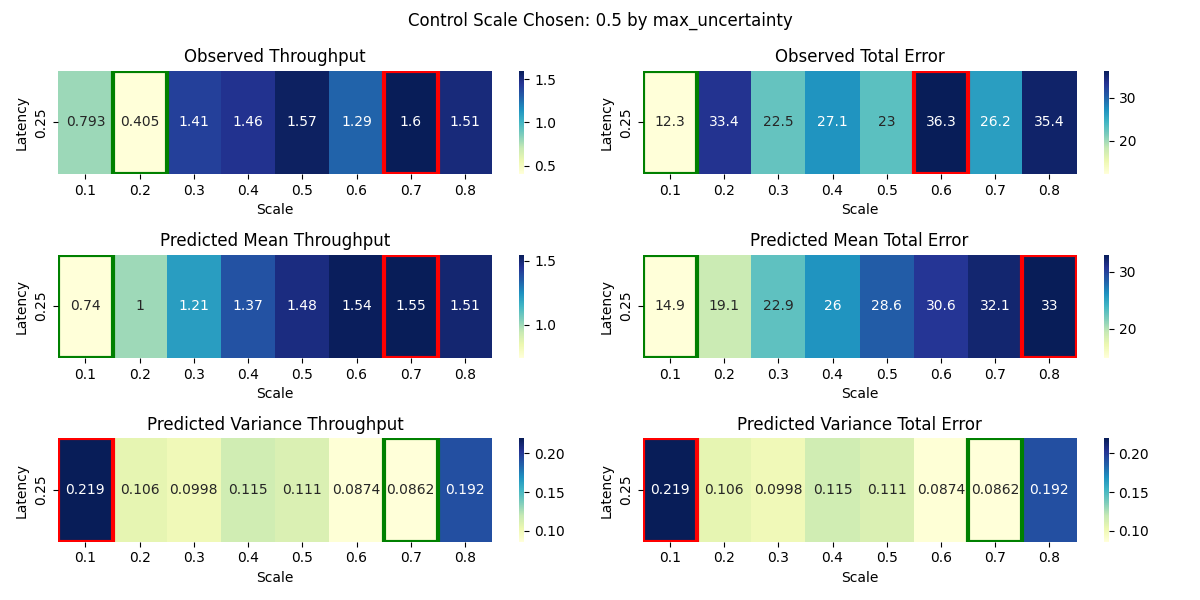 Control Scale Chosen: 0.5 by max_uncertainty
Observed Throughput
Latency
0.25
0.793 0.405 1.41 1.46 1.57 1.29 1.6 1.51
0.1 0.2 0.3 0.4 0.5 0.6 0.7 0.8
Scale
1.5
1.0
0.5
Observed Total Error
Latency
0.25
12.3 33.4 22.5 27.1 23 36.3 26.2 35.4
0.1 0.2 0.3 0.4 0.5 0.6 0.7 0.8
Scale
30
20
Predicted Mean Throughput
Latency
0.25
0.74 1 1.21 1.37 1.48 1.54 1.55 1.51
0.1 0.2 0.3 0.4 0.5 0.6 0.7 0.8
Scale
1.5
1.0
Predicted Mean Total Error
Latency
0.25
14.9 19.1 22.9 26 28.6 30.6 32.1 33
0.1 0.2 0.3 0.4 0.5 0.6 0.7 0.8
Scale
30
20
Predicted Variance Throughput
Latency
0.25
0.219 0.106 0.0998 0.115 0.111 0.0874 0.0862 0.192
0.1 0.2 0.3 0.4 0.5 0.6 0.7 0.8
Scale
0.20
0.15
0.10
Predicted Variance Total Error
Latency
0.25
0.219 0.106 0.0998 0.115 0.111 0.0874 0.0862 0.192
0.1 0.2 0.3 0.4 0.5 0.6 0.7 0.8
Scale
0.20
0.15
0.10